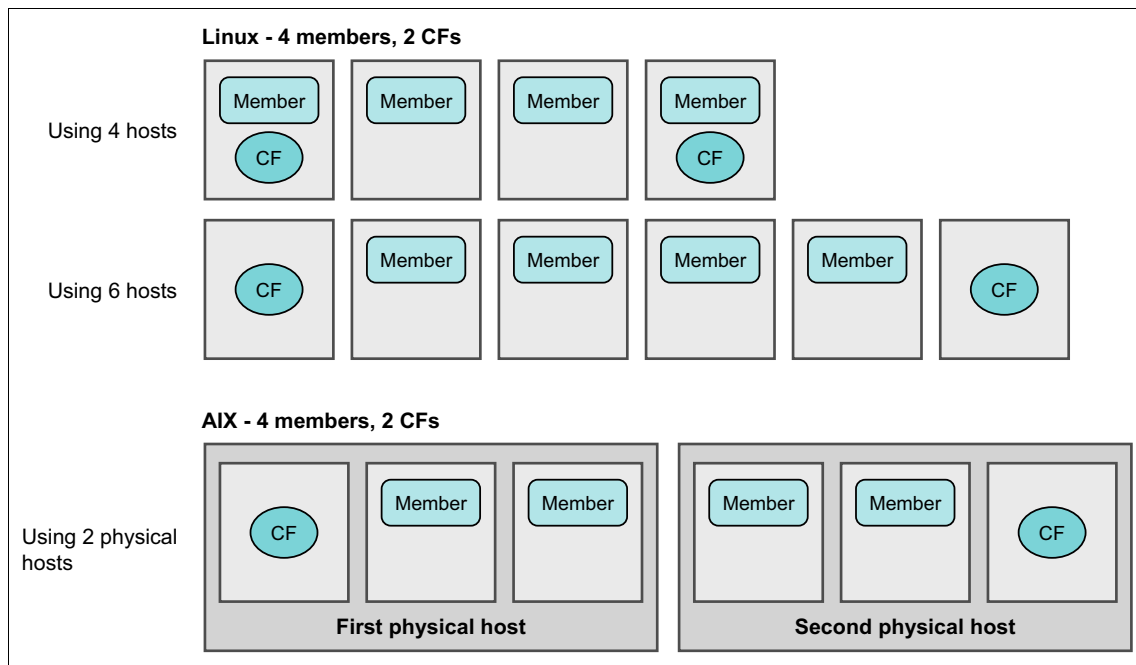 Linux - 4 members, 2 CFs
Using 4 hosts
Member
Member
Member
Member
CF
CF
Using 6 hosts
CF
Member
Member
Member
Member
CF
AIX - 4 members, 2 CFs
Using 2 physical
hosts
CF
Member
Member
Member
Member
CF
First physical host
Second physical host